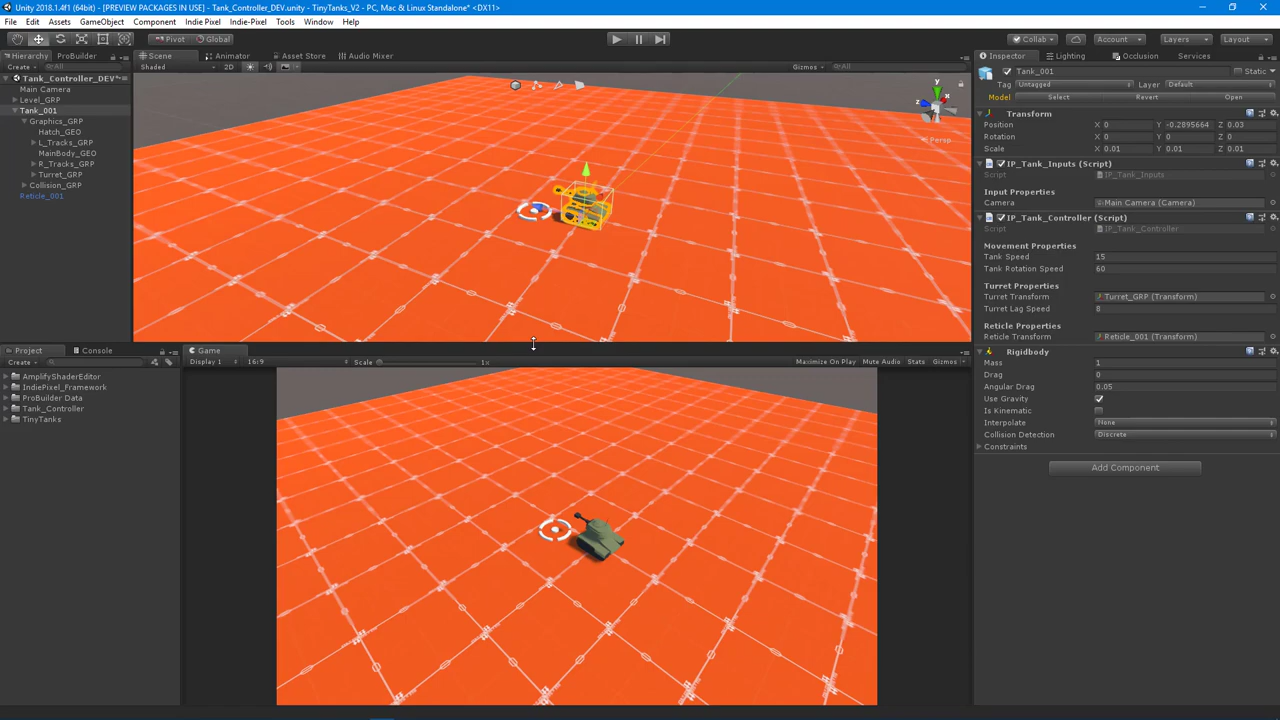 Unity 2018.1.4f1 (64bit) - [PREVIEW PACKAGES IN USE] - Tank_Controller_DEV.unity - TinyTanks_V2 - PC, Mac & Linux Standalone* <DX11>
File Edit Assets GameObject Component Indie Pixel Indie-Pixel Tools Window Help
Pivot Global Collab Account Layers Layout
Hierarchy ProBuilder Scene Animator Asset Store Audio Mixer Inspector Lighting Occlusion Services
Create All Shaded 2D Gizmos All
Tank_Controller_DEV*
Main Camera
Level_GRP
Tank_001
Graphics_GRP
Hatch_GEO
L_Tracks_GRP
MainBody_GEO
R_Tracks_GRP
Turret_GRP
Collision_GRP
Reticle_001
y
x
z
Persp
Tank_001 Static
Tag Untagged Layer Default
Model Select Revert Open
Transform
Position X 0 Y -0.2895664 Z 0.03
Rotation X 0 Y 0 Z 0
Scale X 0.01 Y 0.01 Z 0.01
IP_Tank_Inputs (Script)
Script IP_Tank_Inputs
Input Properties
Camera Main Camera (Camera)
IP_Tank_Controller (Script)
Script IP_Tank_Controller
Movement Properties
Tank Speed 15
Tank Rotation Speed 60
Turret Properties
Turret Transform Turret_GRP (Transform)
Turret Lag Speed 8
Reticle Properties
Reticle Transform Reticle_001 (Transform)
Rigidbody
Mass 1
Drag 0
Angular Drag 0.05
Use Gravity
Is Kinematic
Interpolate None
Collision Detection Discrete
Constraints
Add Component
Project Console
Create
AmplifyShaderEditor
IndiePixel_Framework
ProBuilder Data
Tank_Controller
TinyTanks
Game
Display 1 16:9 Scale 1x Maximize On Play Mute Audio Stats Gizmos